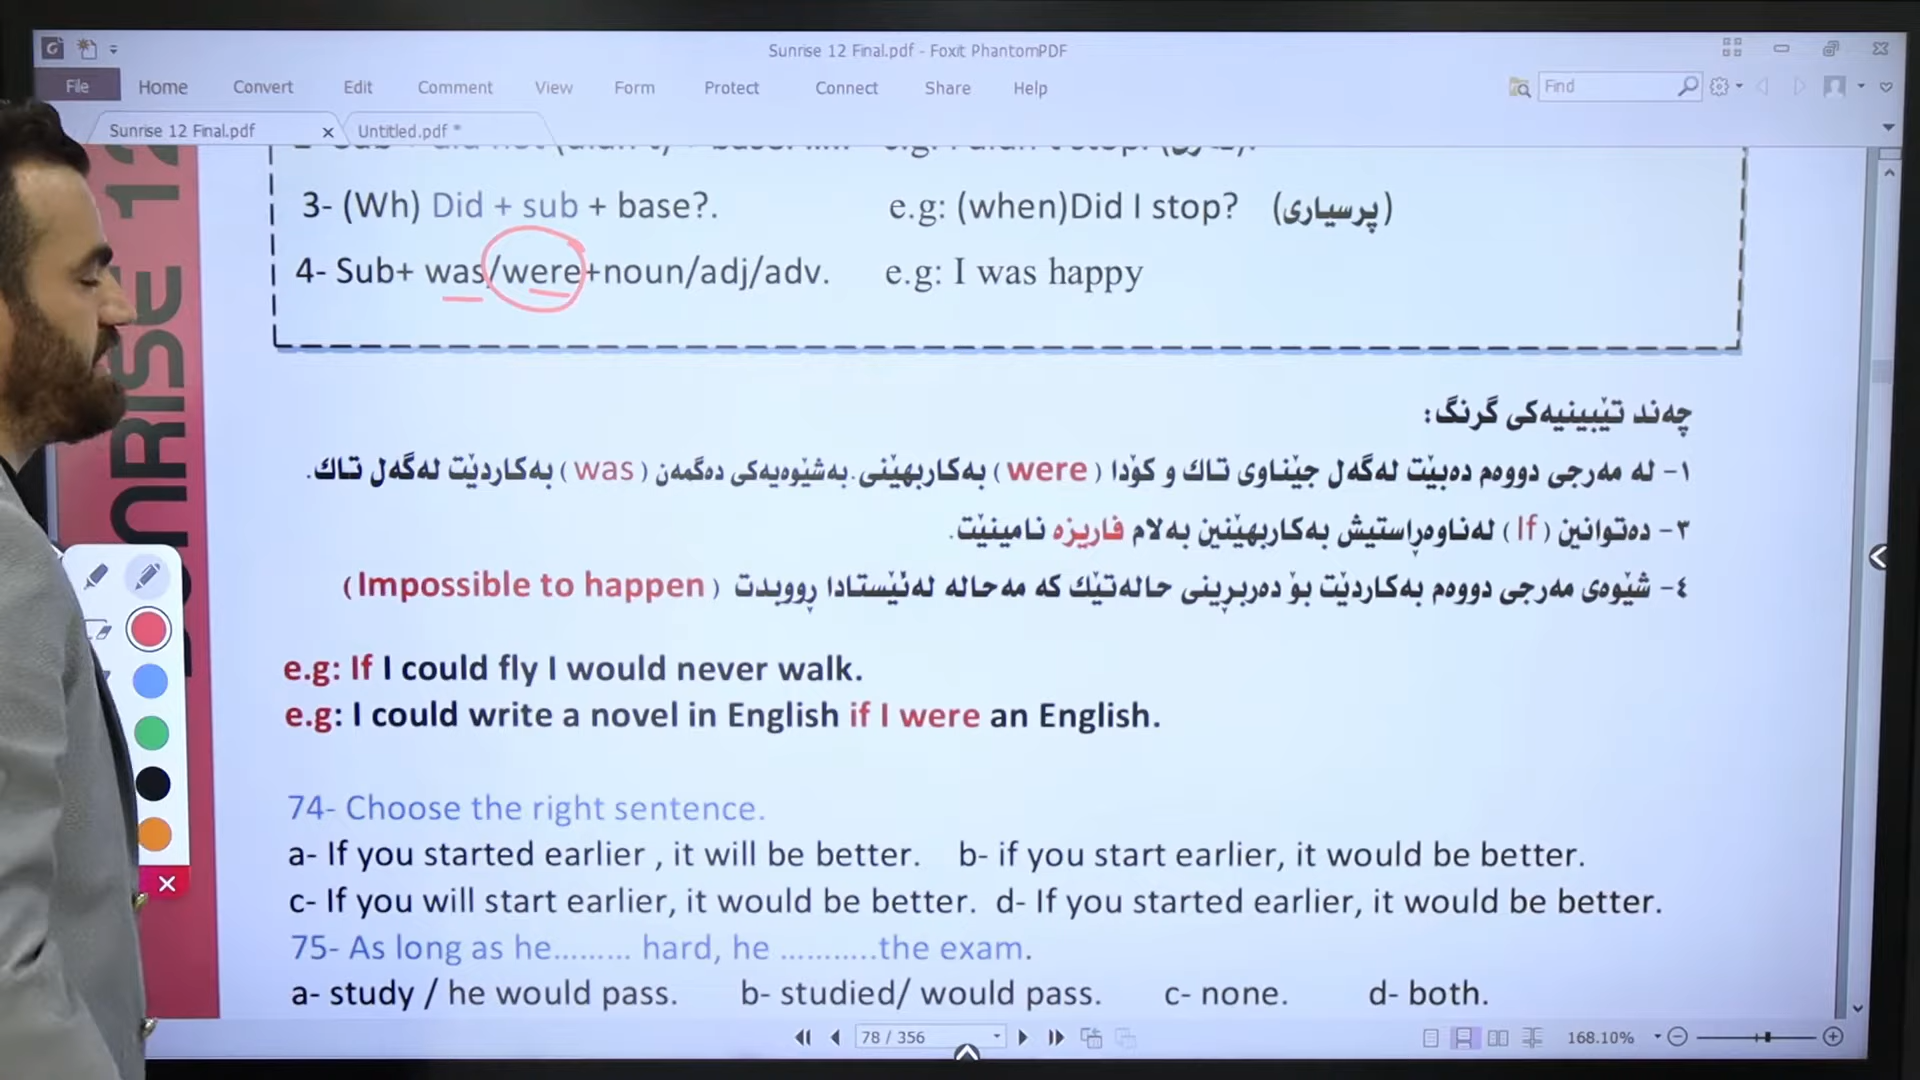 Sunrise 12 Final.pdf - Foxit PhantomPDF
File Home Convert Edit Comment View Form Protect Connect Share Help
Find
Sunrise 12 Final.pdf
Untitled.pdf *
SUNRISE 12
3- (Wh) Did + sub + base?. e.g: (when)Did I stop? (پرسیاری)
4- Sub+ was/were+noun/adj/adv. e.g: I was happy
چەند تێبینیەکی گرنگ:
١- لە مەرجی دووەم دەبێت لەگەل جێناوی تاك و کۆدا (were) بەکاربهێنی. بەشێوەیەکی دەگمەن (was) بەکاردێت لەگەل تاك.
٣- دەتوانین (If) لەناوەڕاستیش بەکاربهێنین بەلام فاریزە نامینێت.
٤- شێوەی مەرجی دووەم بەکاردێت بۆ دەربڕینی حالەتێك کە مەحالە لەئێستادا ڕووبدت (Impossible to happen)
e.g: If I could fly I would never walk.
e.g: I could write a novel in English if I were an English.
74- Choose the right sentence.
a- If you started earlier , it will be better. b- if you start earlier, it would be better.
c- If you will start earlier, it would be better. d- If you started earlier, it would be better.
75- As long as he......... hard, he ...........the exam.
a- study / he would pass. b- studied/ would pass. c- none. d- both.
78 / 356
168.10%